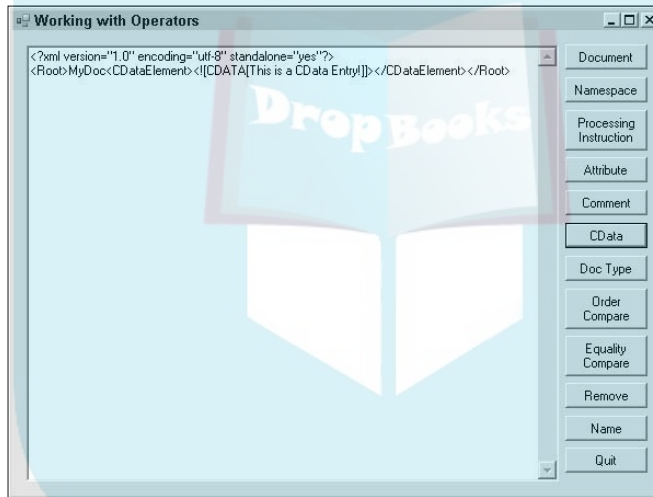 Working with Operators
<?xml version="1.0" encoding="utf-8" standalone="yes"?>
<Root>MyDoc<CDataElement><![CDATA[This is a CData Entry!]]></CDataElement></Root>
Drop Books
Document
Namespace
Processing
Instruction
Attribute
Comment
CData
Doc Type
Order
Compare
Equality
Compare
Remove
Name
Quit